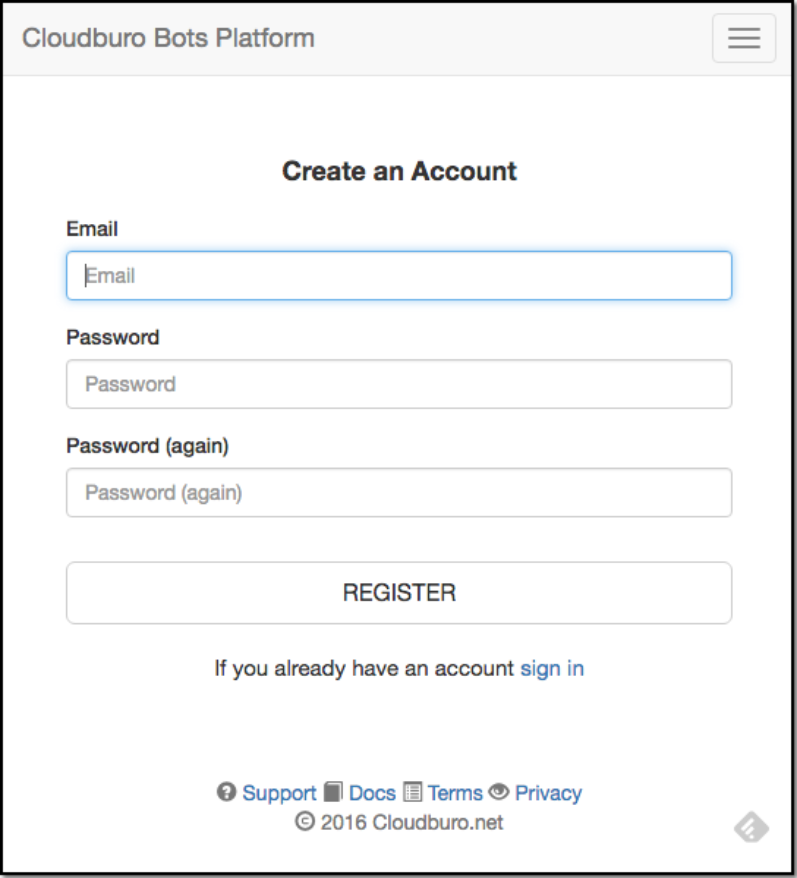 Cloudburo Bots Platform
Create an Account
Email
Email
Password
Password
Password (again)
Password (again)
REGISTER
If you already have an account sign in
Support Docs Terms Privacy
© 2016 Cloudburo.net